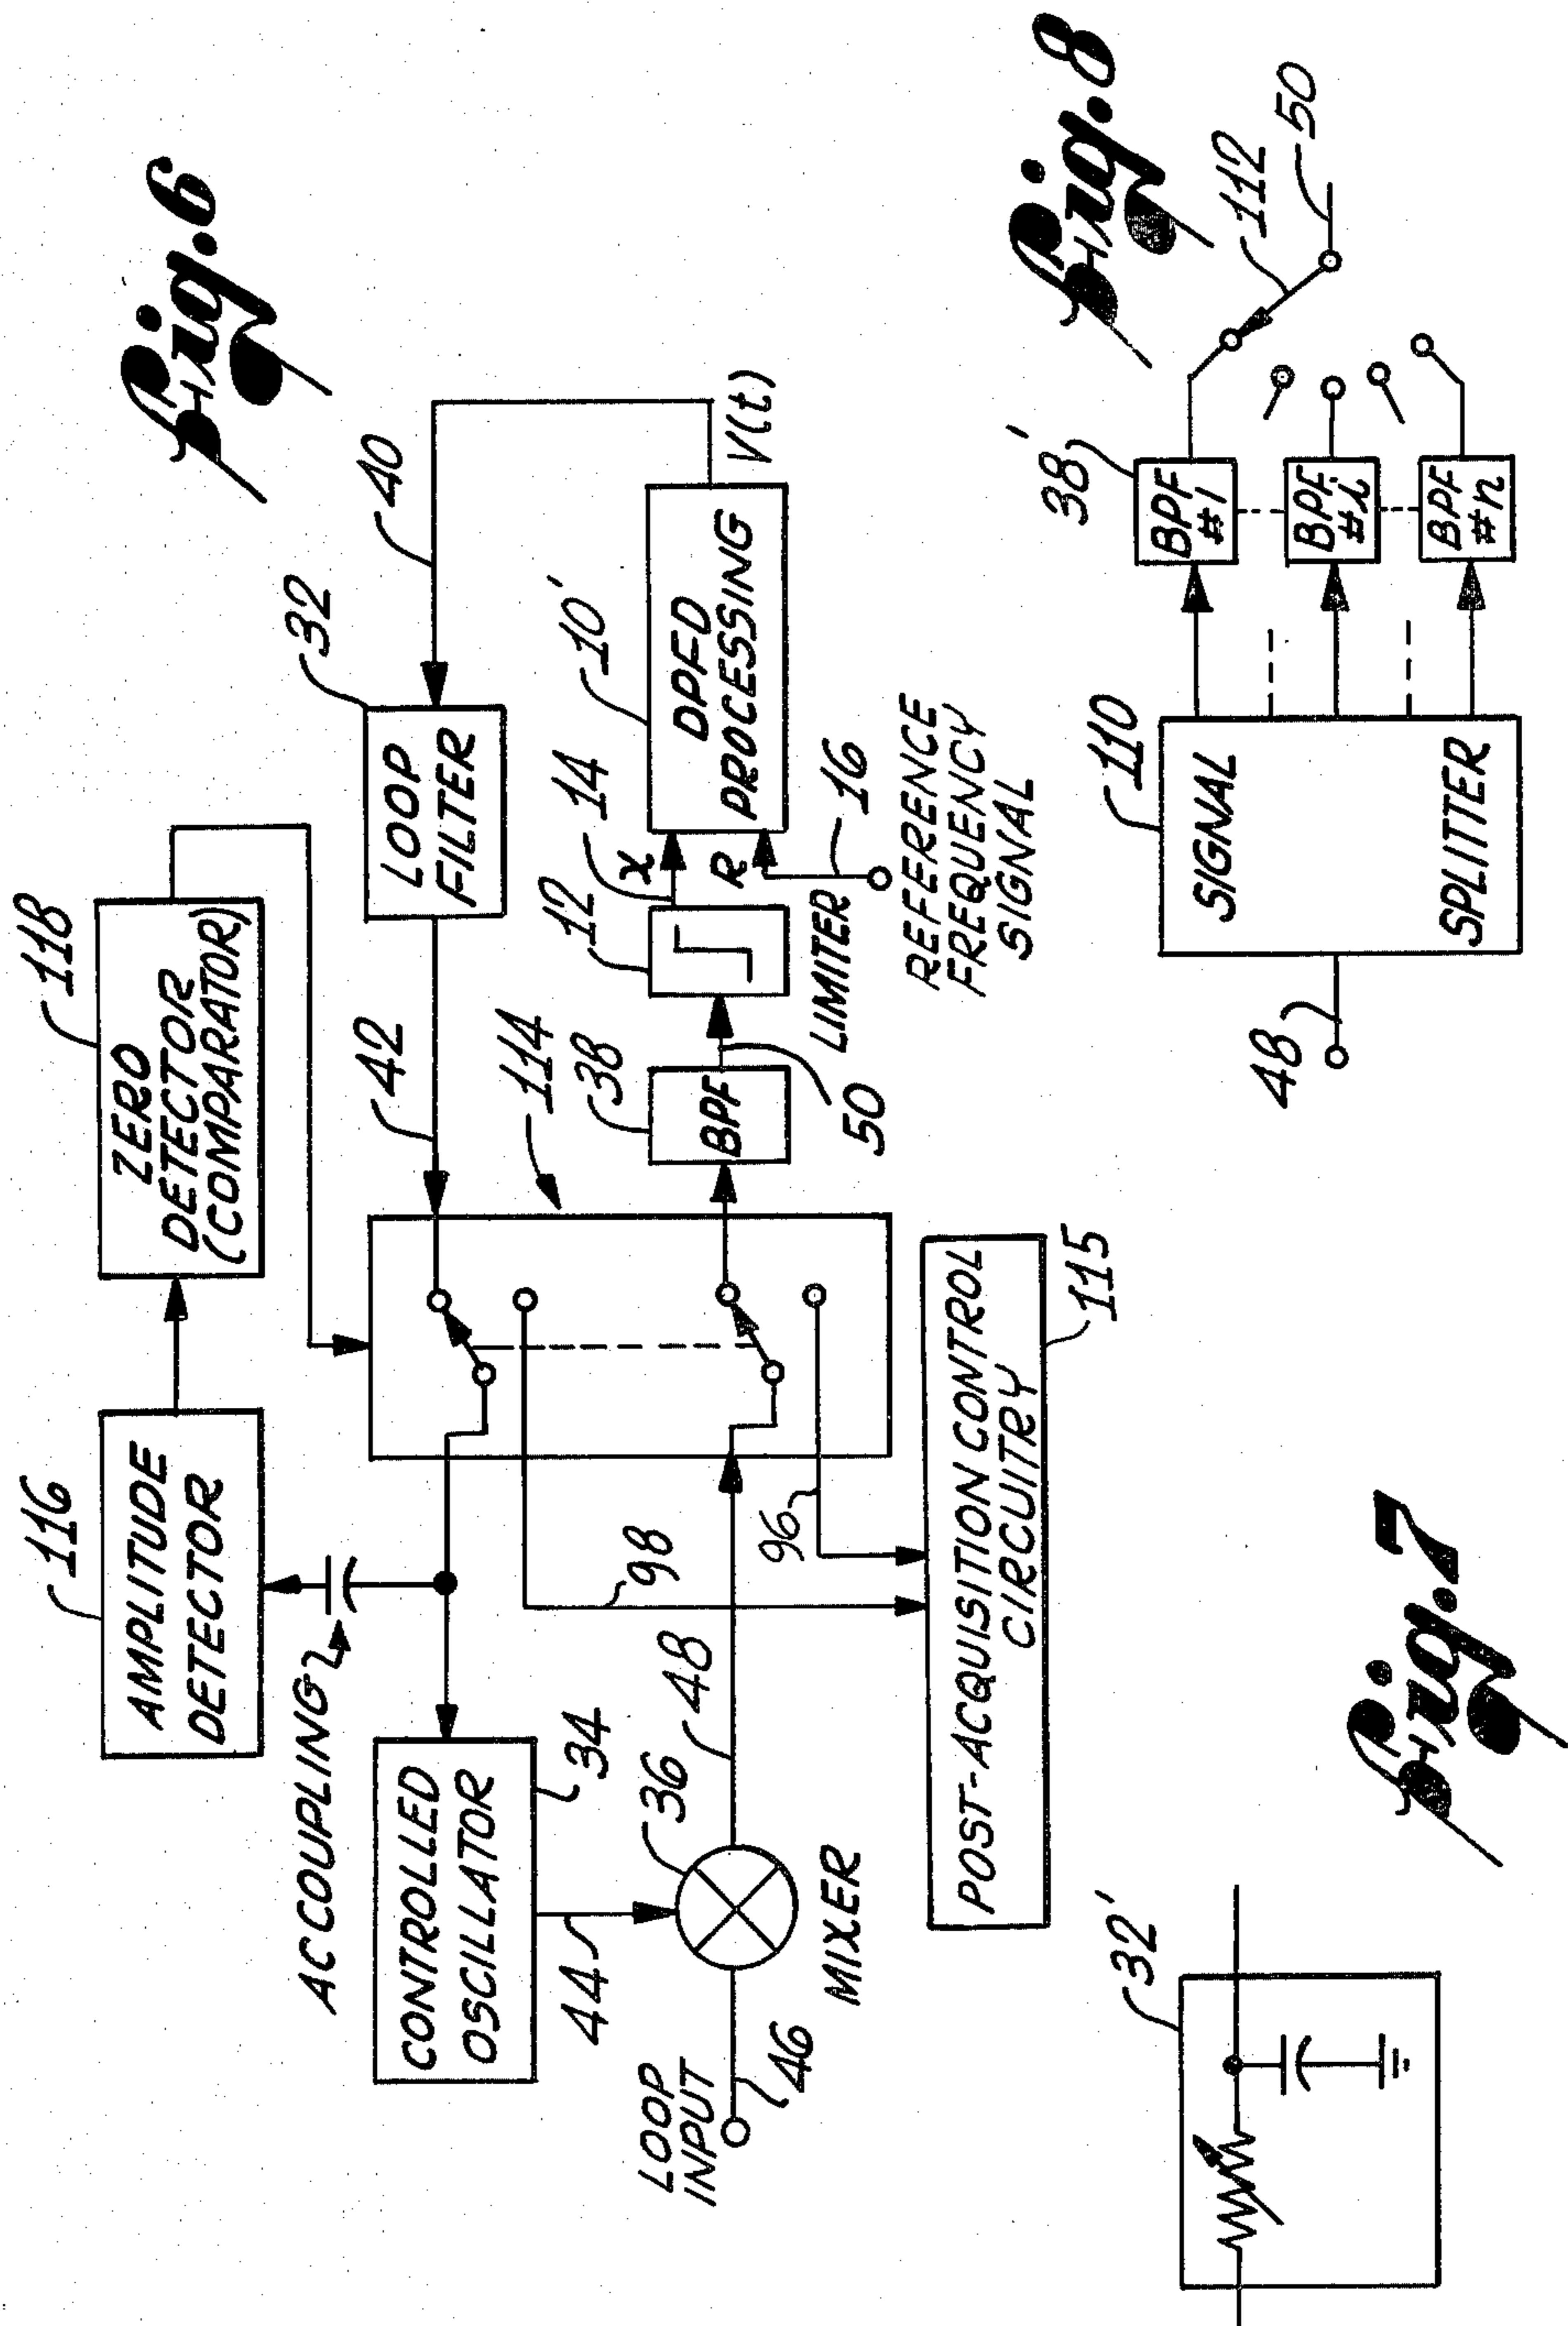 Fig. 6
116
AMPLITUDE
DETECTOR
118
ZERO
DETECTOR
(COMPARATOR)
AC COUPLING
CONTROLLED
OSCILLATOR
34
44
36
MIXER
LOOP
INPUT
46
48
98
96
42
114
32
LOOP
FILTER
40
38
BPF
50
12
LIMITER
14
X
R
10'
DPFD
PROCESSING
V(t)
16
REFERENCE
FREQUENCY
SIGNAL
POST-ACQUISITION CONTROL
CIRCUITRY
115
Fig. 7
32'
Fig. 8
48
110
SIGNAL
SPLITTER
38'
BPF
#1
BPF
#i
BPF
#n
112
50